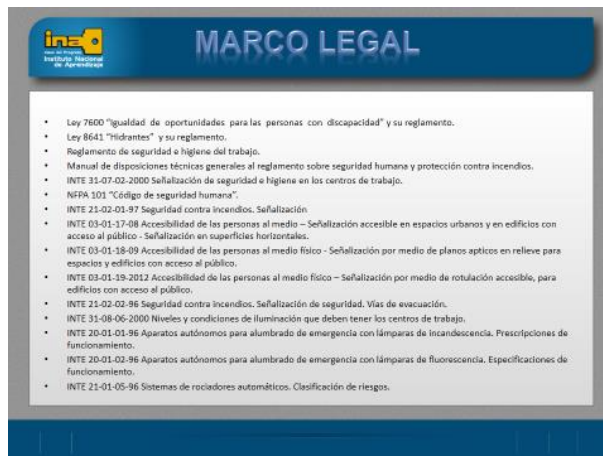 ina
Instituto Nacional
de Aprendizaje
MARCO LEGAL
• Ley 7600 "Igualdad de oportunidades para las personas con discapacidad" y su reglamento.
• Ley 8641 "Hidrantes" y su reglamento.
• Reglamento de seguridad e higiene del trabajo.
• Manual de disposiciones técnicas generales al reglamento sobre seguridad humana y protección contra incendios.
• INTE 31-07-02-2000 Señalización de seguridad e higiene en los centros de trabajo.
• NFPA 101 "Código de seguridad humana".
• INTE 21-02-01-97 Seguridad contra incendios. Señalización
• INTE 03-01-17-08 Accesibilidad de las personas al medio – Señalización accesible en espacios urbanos y en edificios con
acceso al público - Señalización en superficies horizontales.
• INTE 03-01-18-09 Accesibilidad de las personas al medio físico - Señalización por medio de planos apticos en relieve para
espacios y edificios con acceso al público.
• INTE 03-01-19-2012 Accesibilidad de las personas al medio físico – Señalización por medio de rotulación accesible, para
edificios con acceso al público.
• INTE 21-02-02-96 Seguridad contra incendios. Señalización de seguridad. Vías de evacuación.
• INTE 31-08-06-2000 Niveles y condiciones de iluminación que deben tener los centros de trabajo.
• INTE 20-01-01-96 Aparatos autónomos para alumbrado de emergencia con lámparas de incandescencia. Prescripciones de
funcionamiento.
• INTE 20-01-02-96 Aparatos autónomos para alumbrado de emergencia con lámparas de fluorescencia. Especificaciones de
funcionamiento.
• INTE 21-01-05-96 Sistemas de rociadores automáticos. Clasificación de riesgos.